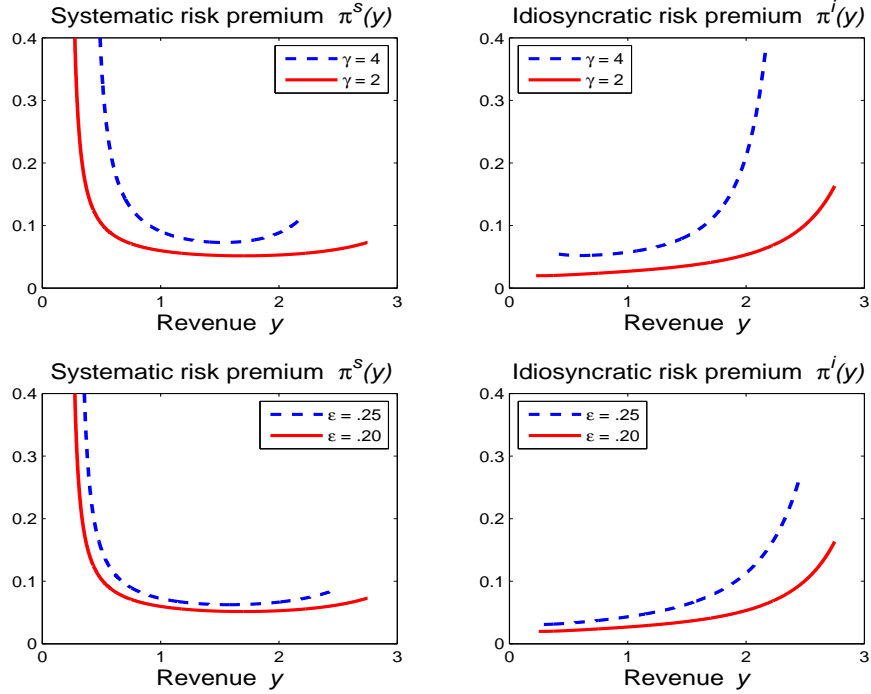 Systematic risk premium π^s(y)
0.4
0.3
0.2
0.1
0
0
1
2
3
γ = 4
γ = 2
Revenue y
Idiosyncratic risk premium π^i(y)
0.4
0.3
0.2
0.1
0
0
1
2
3
γ = 4
γ = 2
Revenue y
Systematic risk premium π^s(y)
0.4
0.3
0.2
0.1
0
0
1
2
3
ε = .25
ε = .20
Revenue y
Idiosyncratic risk premium π^i(y)
0.4
0.3
0.2
0.1
0
0
1
2
3
ε = .25
ε = .20
Revenue y